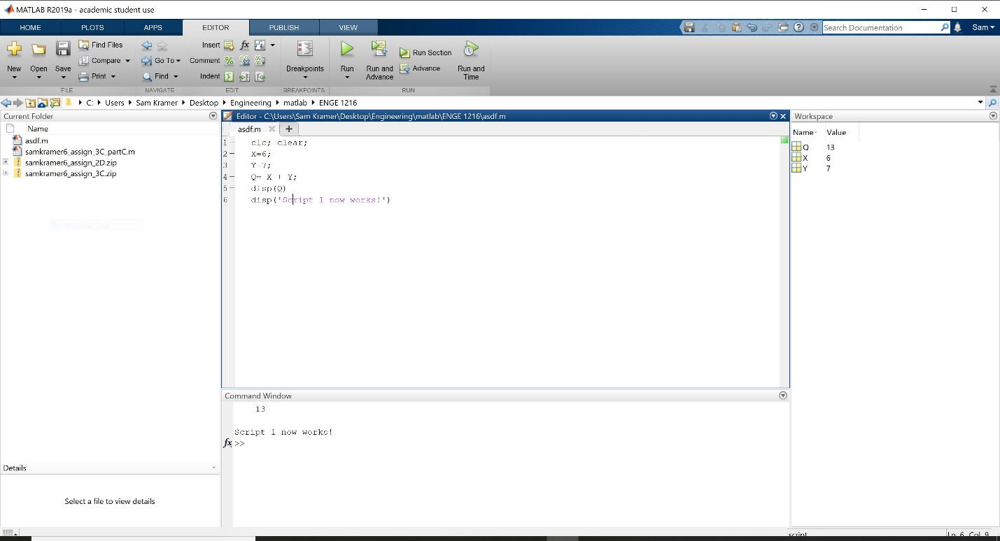 MATLAB R2019a - academic student use
HOME PLOTS APPS EDITOR PUBLISH VIEW
Search Documentation
Sam
New Open Save
Find Files
Compare
Print
FILE
Go To
Find
NAVIGATE
Insert fx
Comment
Indent
EDIT
Breakpoints
BREAKPOINTS
Run
Run and Advance
Run Section
Advance
Run and Time
RUN
C: Users Sam Kramer Desktop Engineering matlab ENGE 1216
Current Folder
Name
asdf.m
samkramer6_assign_3C_partC.m
samkramer6_assign_2D.zip
samkramer6_assign_3C.zip
Window Snip
Details
Select a file to view details
Editor - C:\Users\Sam Kramer\Desktop\Engineering\matlab\ENGE 1216\asdf.m
asdf.m +
1 - clc; clear;
2 - X=6;
3 Y=7;
4 - Q= X + Y;
5 - disp(Q)
6 disp('Script 1 now works!')
Command Window
13
Script 1 now works!
fx >>
Workspace
Name Value
Q 13
X 6
Y 7
script
Ln 6 Col 9